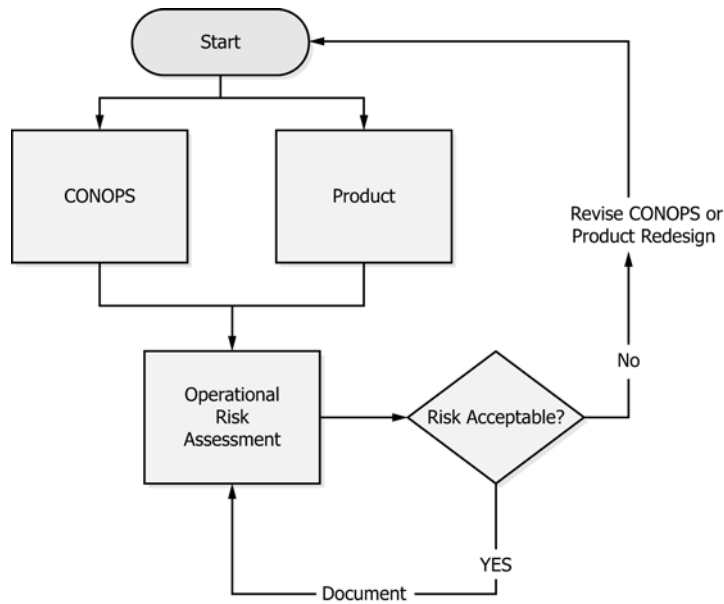 Start
CONOPS
Product
Revise CONOPS or
Product Redesign
No
Operational
Risk
Assessment
Risk Acceptable?
YES
Document